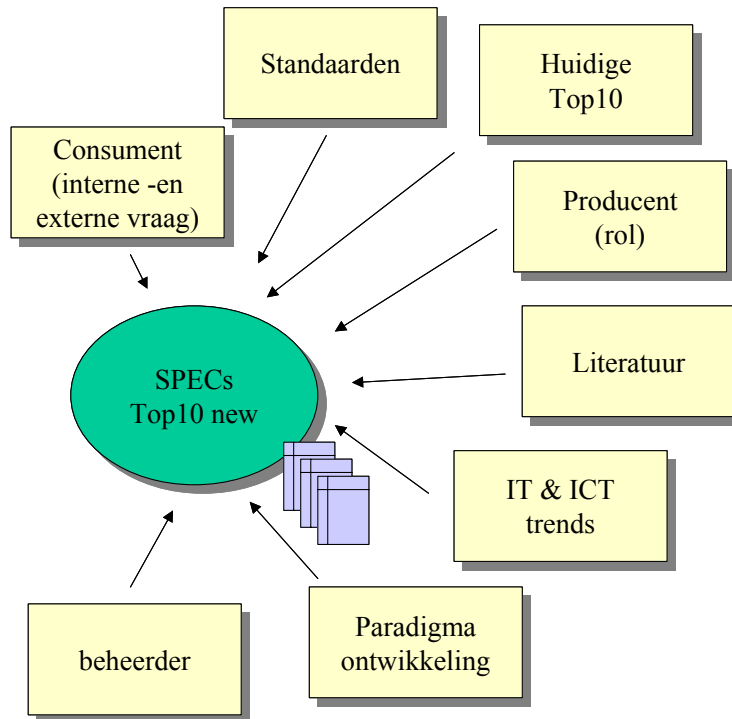 Standaarden
Huidige
Top10
Consument
(interne -en
externe vraag)
Producent
(rol)
SPECs
Top10 new
Literatuur
IT & ICT
trends
Paradigma
ontwikkeling
beheerder